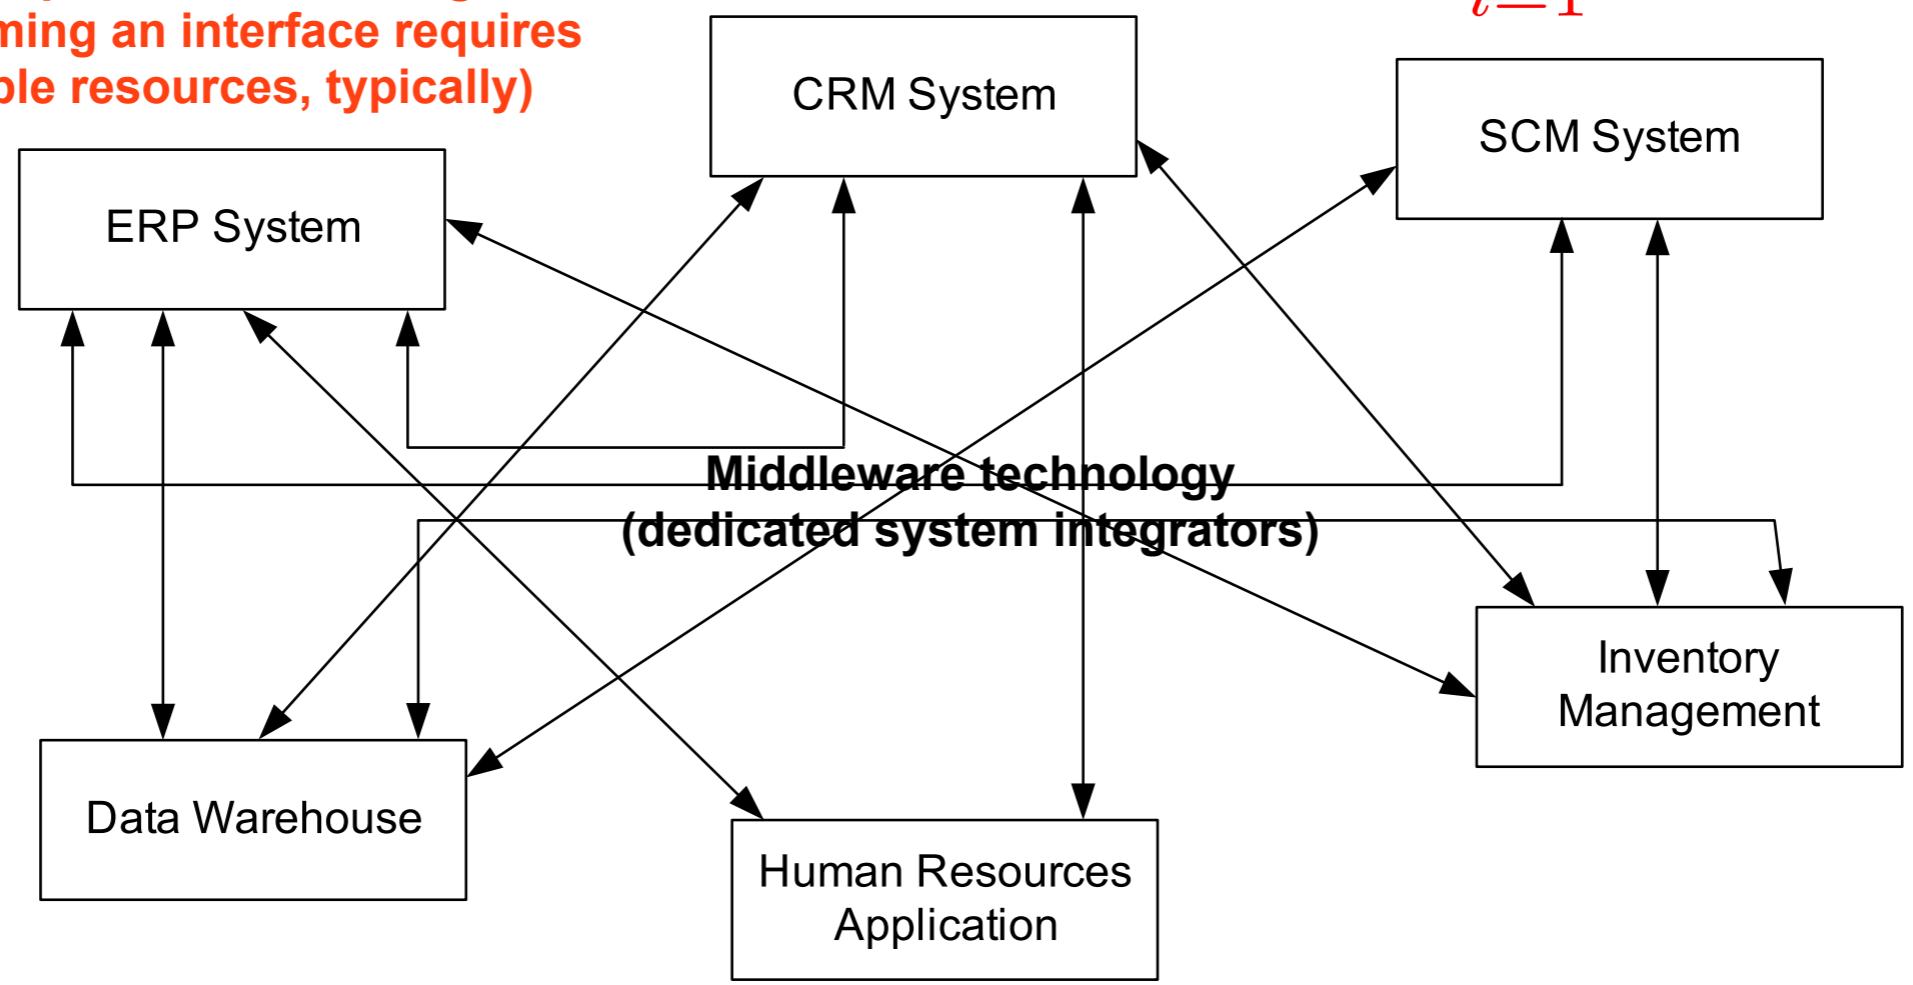 ming an interface requires
ple resources, typically)
i=1
CRM System
SCM System
ERP System
Middleware technology
(dedicated system integrators)
Inventory
Management
Data Warehouse
Human Resources
Application